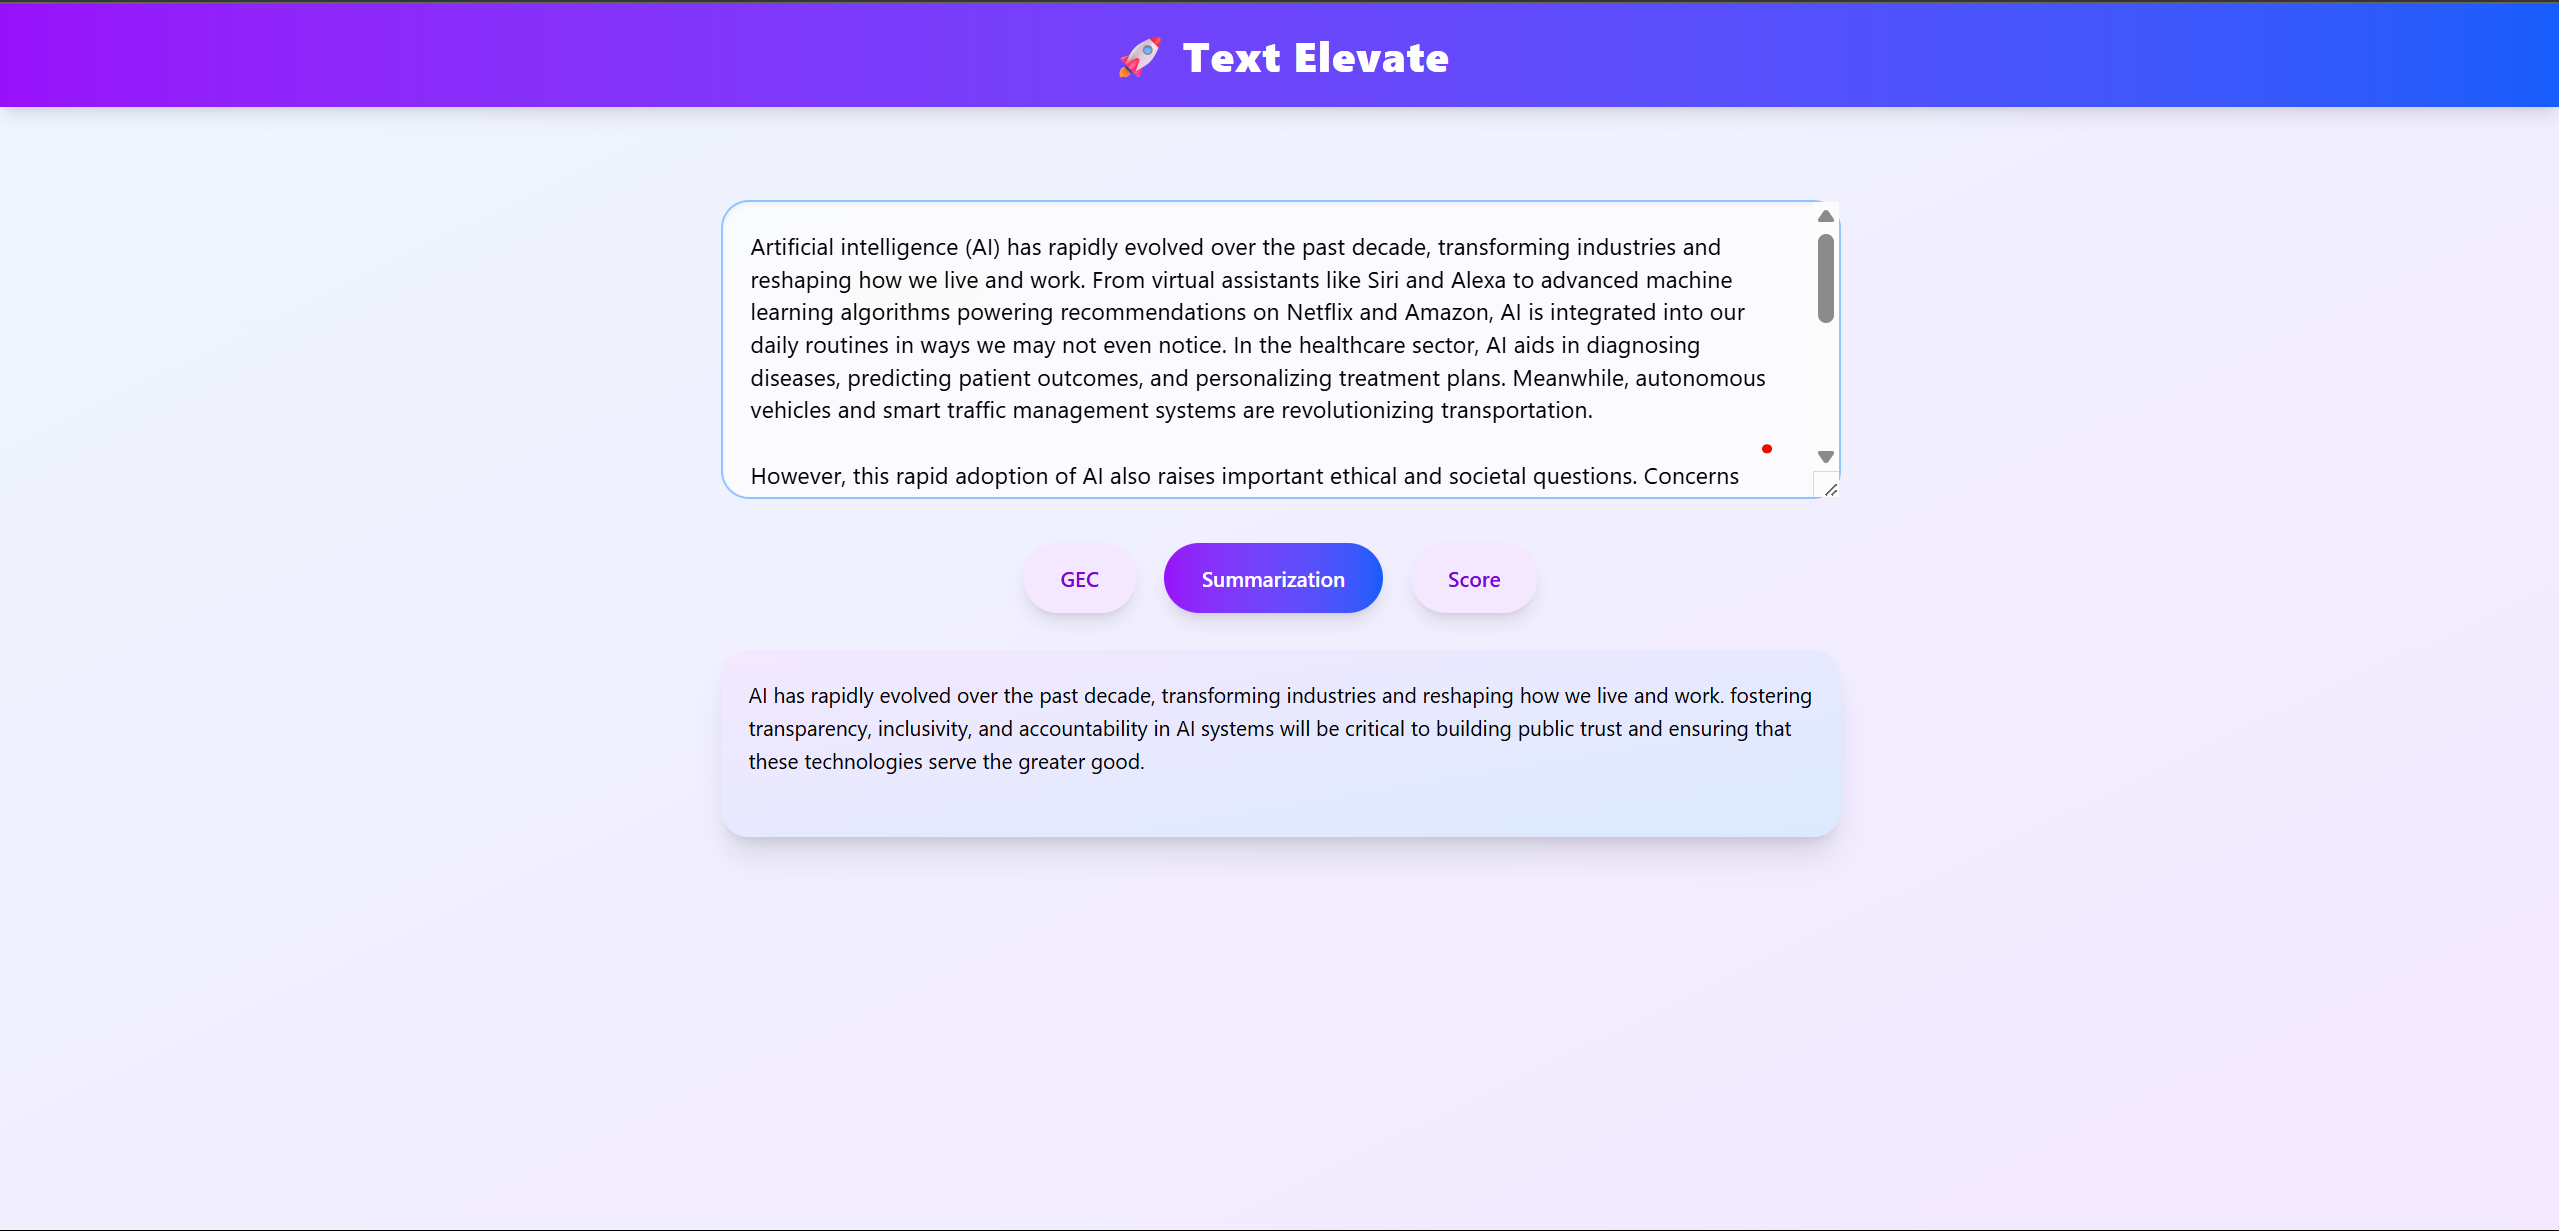 Text Elevate
Artificial intelligence (AI) has rapidly evolved over the past decade, transforming industries and
reshaping how we live and work. From virtual assistants like Siri and Alexa to advanced machine
learning algorithms powering recommendations on Netflix and Amazon, AI is integrated into our
daily routines in ways we may not even notice. In the healthcare sector, AI aids in diagnosing
diseases, predicting patient outcomes, and personalizing treatment plans. Meanwhile, autonomous
vehicles and smart traffic management systems are revolutionizing transportation.
However, this rapid adoption of AI also raises important ethical and societal questions. Concerns
GEC
Summarization
Score
AI has rapidly evolved over the past decade, transforming industries and reshaping how we live and work. fostering
transparency, inclusivity, and accountability in AI systems will be critical to building public trust and ensuring that
these technologies serve the greater good.